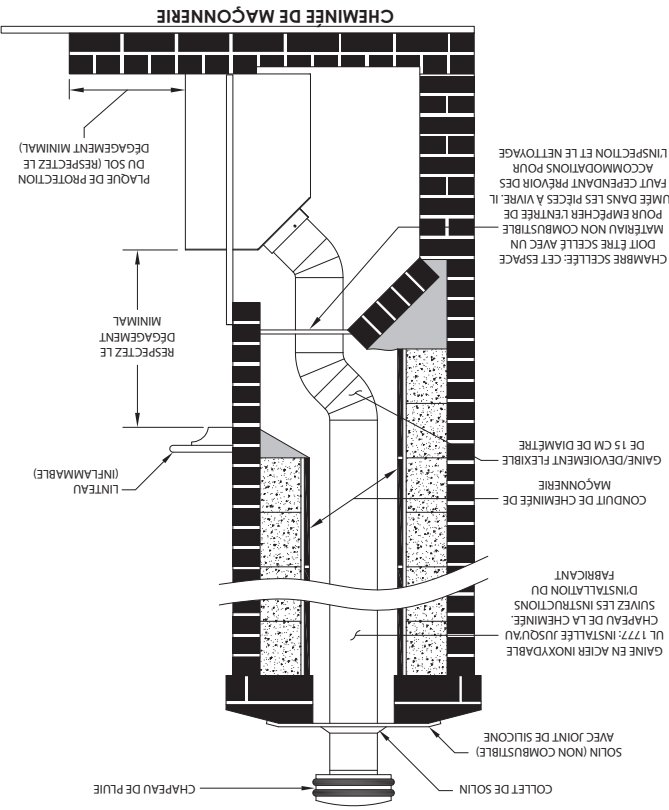 COLLET DE SOLIN
CHAPEAU DE PLUIE
SOLIN (NON COMBUSTIBLE)
AVEC JOINT DE SILICONE
GAINE EN ACIER INOXYDABLE
UL 1777: INSTALLÉE JUSQU'AU
CHAPEAU DE LA CHEMINÉE.
SUIVEZ LES INSTRUCTIONS
D'INSTALLATION DU
FABRICANT
CONDUIT DE CHEMINÉE DE
MAÇONNERIE
GAINE/DEVOIEMENT FLEXIBLE
DE 15 CM DE DIAMÈTRE
LINTEAU
(INFLAMMABLE)
RESPECTEZ LE
DÉGAGEMENT
MINIMAL
CHAMBRE SCELLÉE: CET ESPACE
DOIT ÊTRE SCELLÉ AVEC UN
MATÉRIAU NON COMBUSTIBLE
POUR EMPÊCHER L'ENTRÉE DE
UMÉE DANS LES PIÈCES À VIVRE. IL
FAUT CEPENDANT PRÉVOIR DES
ACCOMMODATIONS POUR
L'INSPECTION ET LE NETTOYAGE
PLAQUE DE PROTECTION
DU SOL (RESPECTEZ LE
DÉGAGEMENT MINIMAL)
CHEMINÉE DE MAÇONNERIE